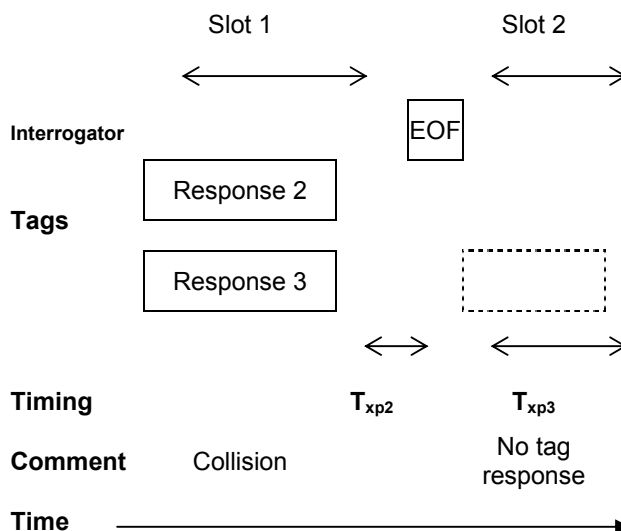 Slot 1 Slot 2
Interrogator EOF
Response 2
Tags
Response 3
Timing Txp2 Txp3
Comment Collision No tag
response
Time